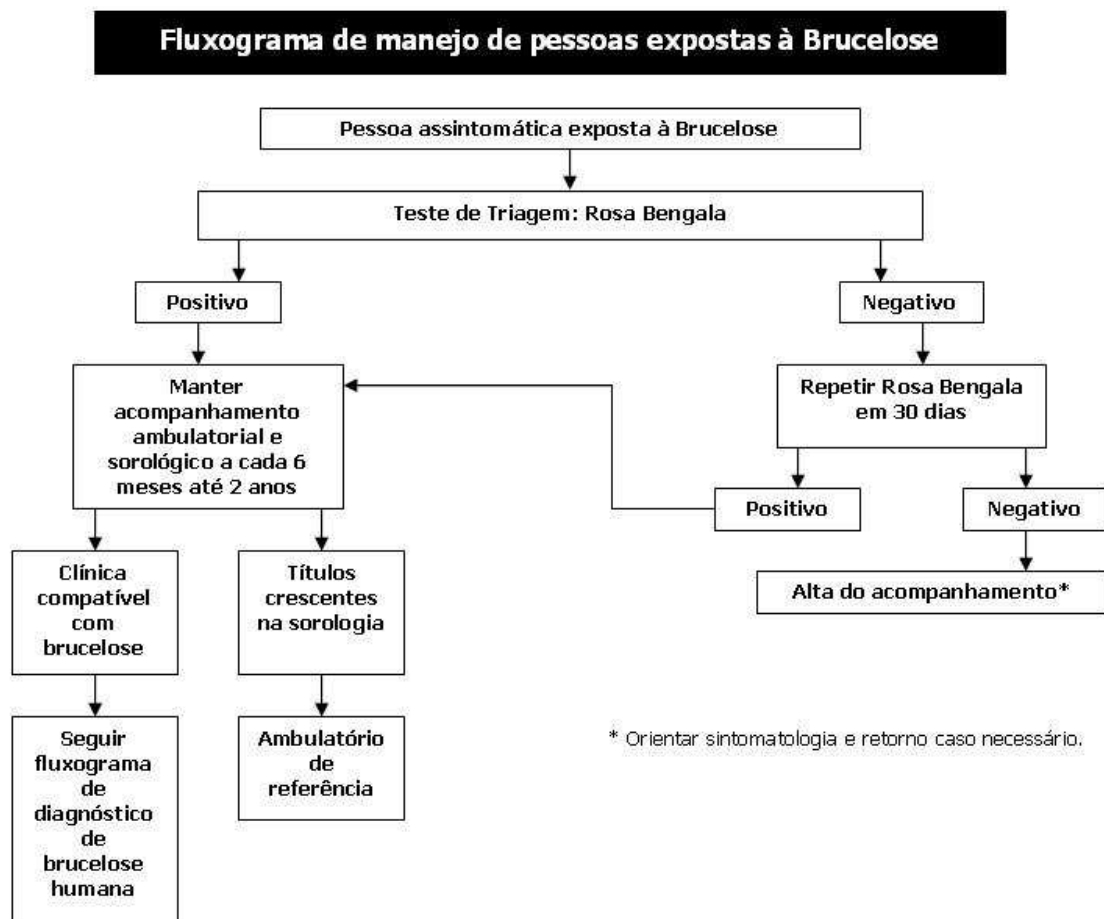 Fluxograma de manejo de pessoas expostas à Brucelose
Pessoa assintomática exposta à Brucelose
Teste de Triagem: Rosa Bengala
Positivo
Negativo
Manter
acompanhamento
ambulatorial e
sorológico a cada 6
meses até 2 anos
Repetir Rosa Bengala
em 30 dias
Positivo
Negativo
Clínica
compatível
com
brucelose
Títulos
crescentes
na sorologia
Alta do acompanhamento*
Seguir
fluxograma
de
diagnóstico
de
brucelose
humana
Ambulatório
de
referência
* Orientar sintomatologia e retorno caso necessário.